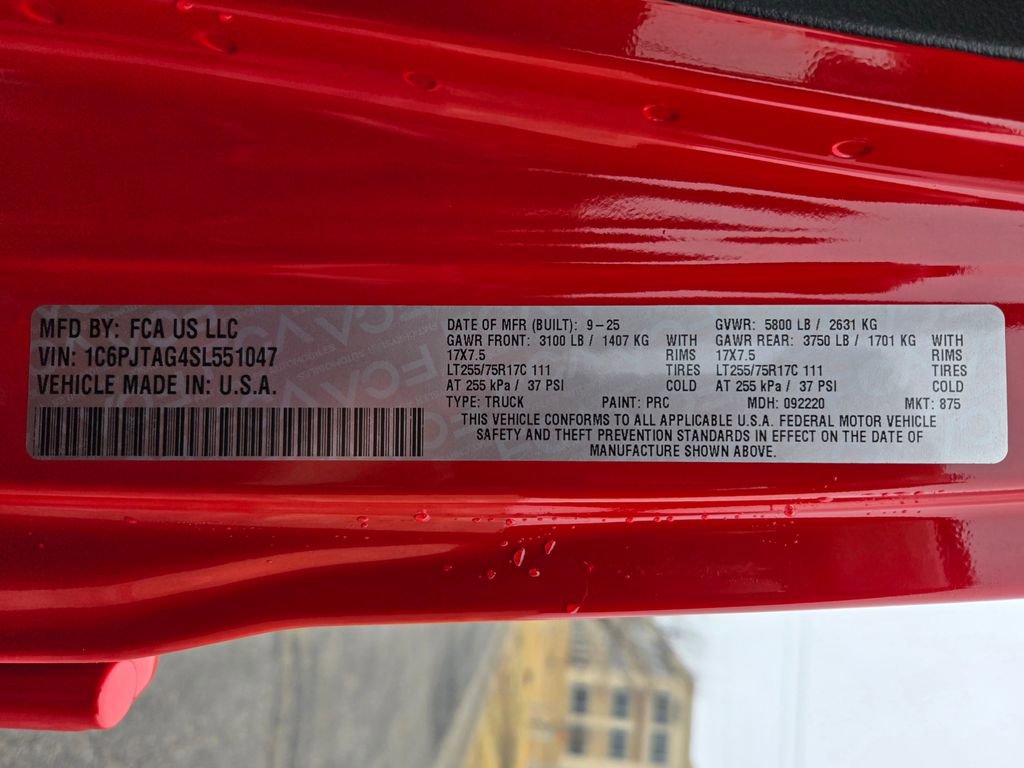 MFD BY: FCA US LLC
VIN: 1C6PJTAG4SL551047
VEHICLE MADE IN: U.S.A.
DATE OF MFR (BUILT): 9-25 GVWR: 5800 LB / 2631 KG
GAWR FRONT: 3100 LB / 1407 KG WITH GAWR REAR: 3750 LB / 1701 KG WITH
17X7.5 RIMS 17X7.5 RIMS
LT255/75R17C 111 TIRES LT255/75R17C 111 TIRES
AT 255 kPa / 37 PSI COLD AT 255 kPa / 37 PSI COLD
TYPE: TRUCK PAINT: PRC MDH: 092220 MKT: 875
THIS VEHICLE CONFORMS TO ALL APPLICABLE U.S.A. FEDERAL MOTOR VEHICLE
SAFETY AND THEFT PREVENTION STANDARDS IN EFFECT ON THE DATE OF
MANUFACTURE SHOWN ABOVE.